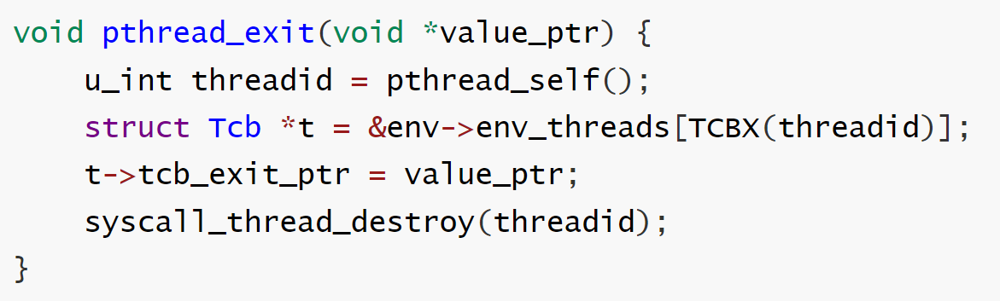 void pthread_exit(void *value_ptr) {
    u_int threadid = pthread_self();
    struct Tcb *t = &env->env_threads[TCBX(threadid)];
    t->tcb_exit_ptr = value_ptr;
    syscall_thread_destroy(threadid);
}